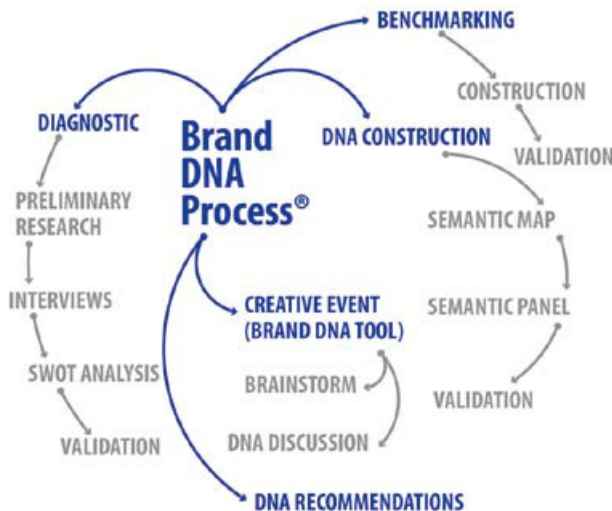 BENCHMARKING
CONSTRUCTION
VALIDATION
DIAGNOSTIC
PRELIMINARY
RESEARCH
INTERVIEWS
SWOT ANALYSIS
VALIDATION
Brand
DNA
Process®
DNA CONSTRUCTION
SEMANTIC MAP
SEMANTIC PANEL
VALIDATION
CREATIVE EVENT
(BRAND DNA TOOL)
BRAINSTORM
DNA DISCUSSION
DNA RECOMMENDATIONS